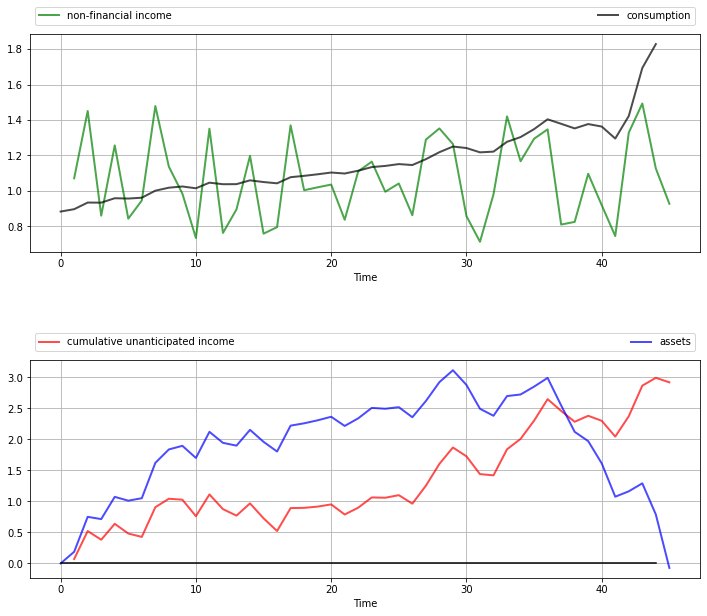 non-financial income consumption
1.8
1.6
1.4
1.2
1.0
0.8
0 10 20 30 40
Time
cumulative unanticipated income assets
3.0
2.5
2.0
1.5
1.0
0.5
0.0
0 10 20 30 40
Time